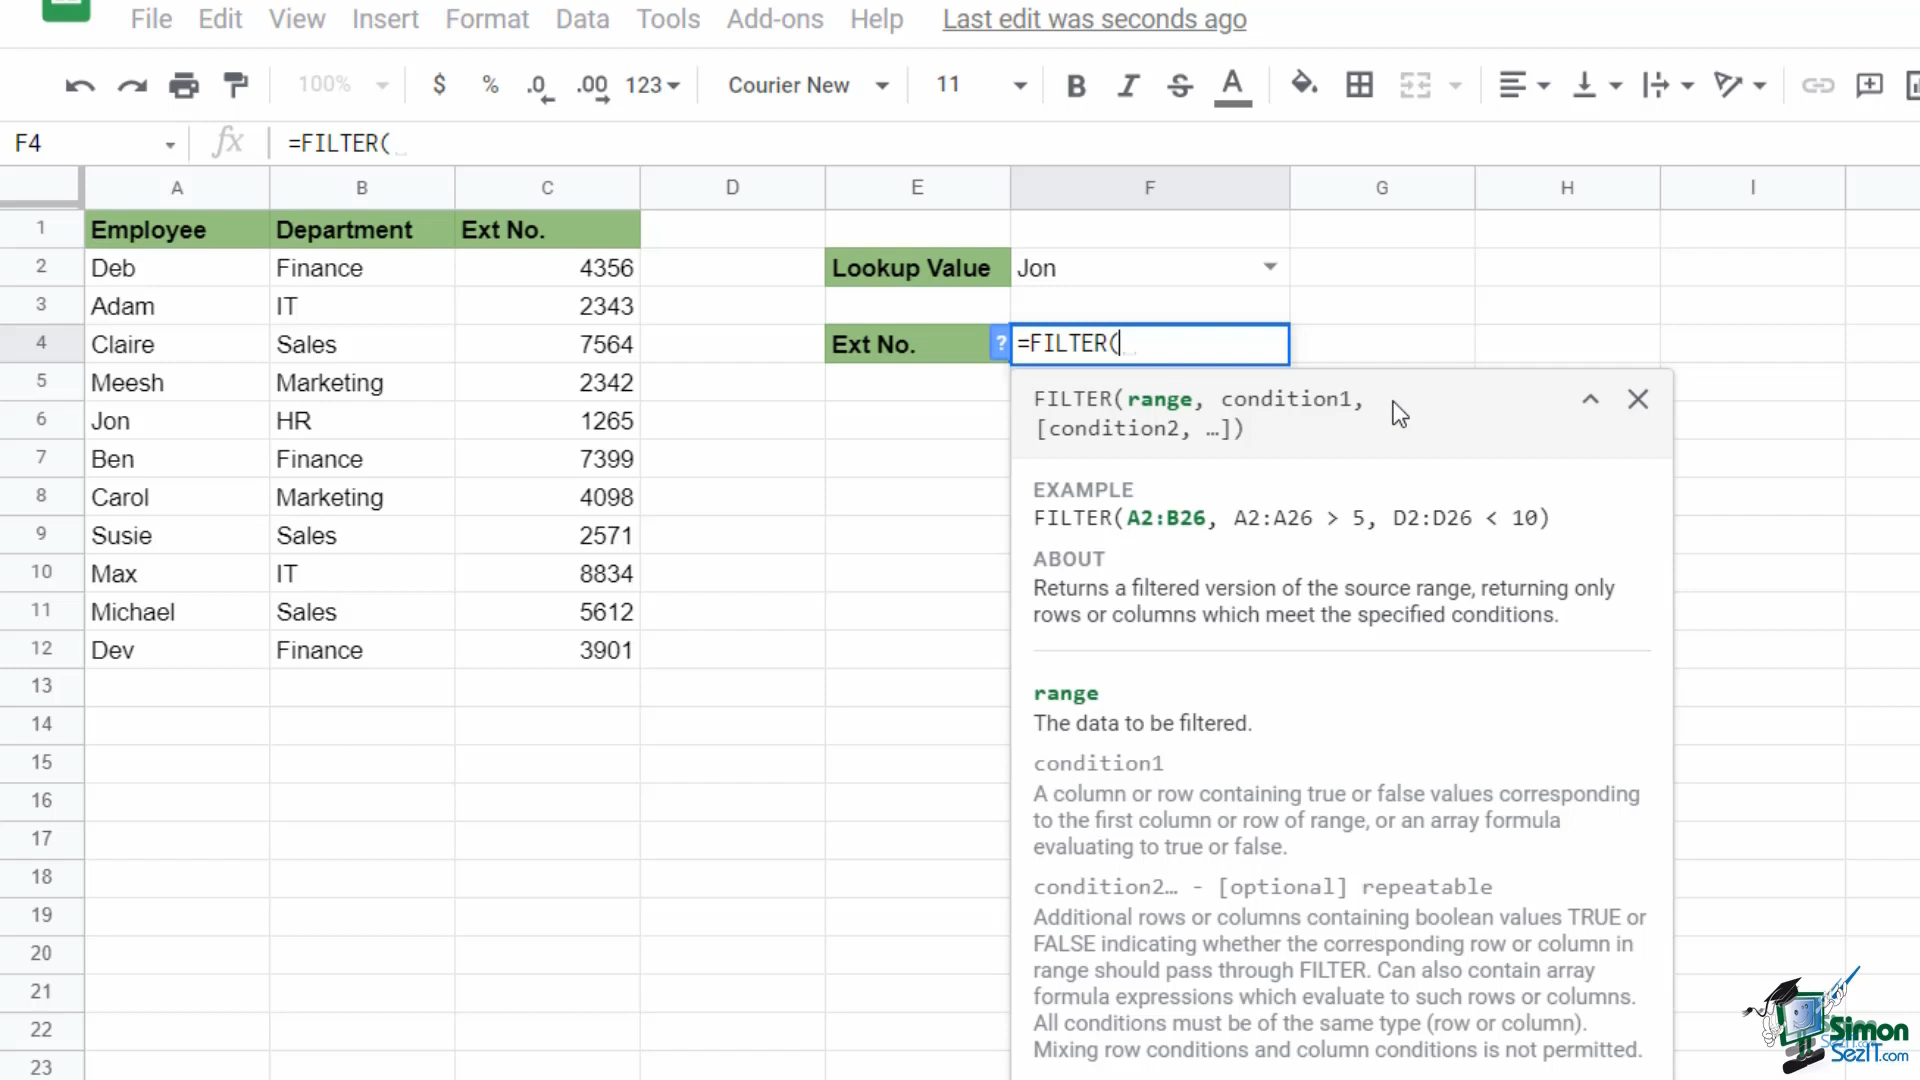 File Edit View Insert Format Data Tools Add-ons Help Last edit was seconds ago
100% $ % .0 .00 123 Courier New 11 B I S A
F4 fx =FILTER(
A B C D E F G H I
1 Employee Department Ext No.
2 Deb Finance 4356 Lookup Value Jon
3 Adam IT 2343
4 Claire Sales 7564 Ext No. ? =FILTER(
5 Meesh Marketing 2342
6 Jon HR 1265
7 Ben Finance 7399
8 Carol Marketing 4098
9 Susie Sales 2571
10 Max IT 8834
11 Michael Sales 5612
12 Dev Finance 3901
13
14
15
16
17
18
19
20
21
22
23
FILTER(range, condition1,
[condition2, …])
EXAMPLE
FILTER(A2:B26, A2:A26 > 5, D2:D26 < 10)
ABOUT
Returns a filtered version of the source range, returning only
rows or columns which meet the specified conditions.
range
The data to be filtered.
condition1
A column or row containing true or false values corresponding
to the first column or row of range, or an array formula
evaluating to true or false.
condition2… - [optional] repeatable
Additional rows or columns containing boolean values TRUE or
FALSE indicating whether the corresponding row or column in
range should pass through FILTER. Can also contain array
formula expressions which evaluate to such rows or columns.
All conditions must be of the same type (row or column).
Mixing row conditions and column conditions is not permitted.
Simon
SezIT.com